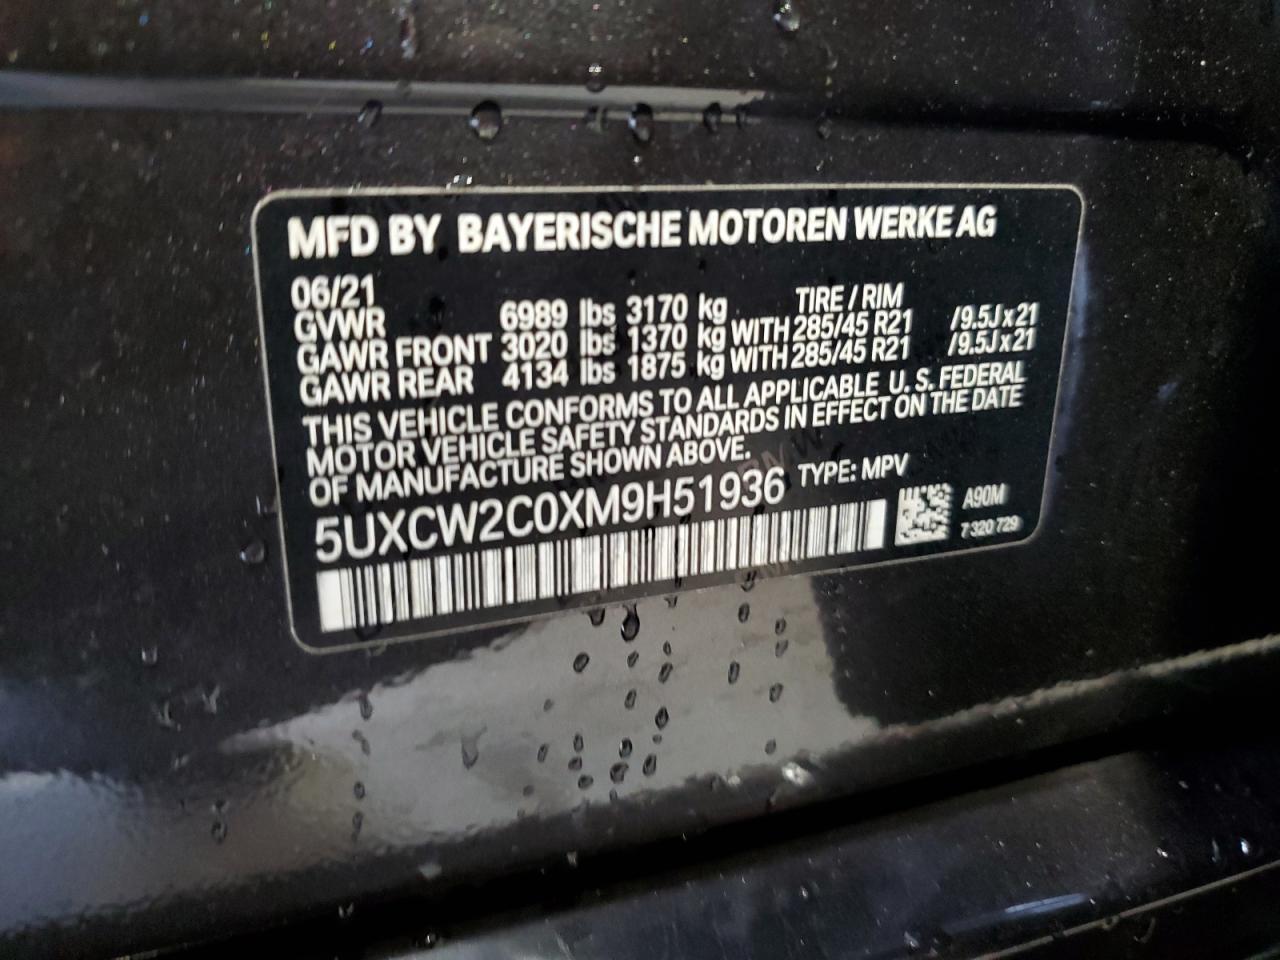 MFD BY BAYERISCHE MOTOREN WERKE AG
06/21 TIRE / RIM
GVWR 6989 lbs 3170 kg
GAWR FRONT 3020 lbs 1370 kg WITH 285/45 R21 /9.5J x 21
GAWR REAR 4134 lbs 1875 kg WITH 285/45 R21 /9.5J x 21
THIS VEHICLE CONFORMS TO ALL APPLICABLE U. S. FEDERAL
MOTOR VEHICLE SAFETY STANDARDS IN EFFECT ON THE DATE
OF MANUFACTURE SHOWN ABOVE.
5UXCW2C0XM9H51936 TYPE: MPV
A90M
7 320 729